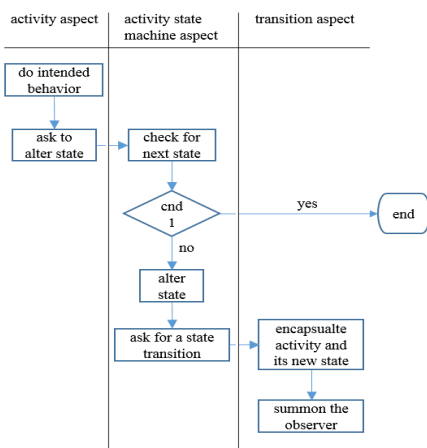 activity aspect
activity state
machine aspect
transition aspect
do intended
behavior
ask to
alter state
check for
next state
cnd
1
yes
end
no
alter
state
ask for a state
transition
encapsualte
activity and
its new state
summon the
observer